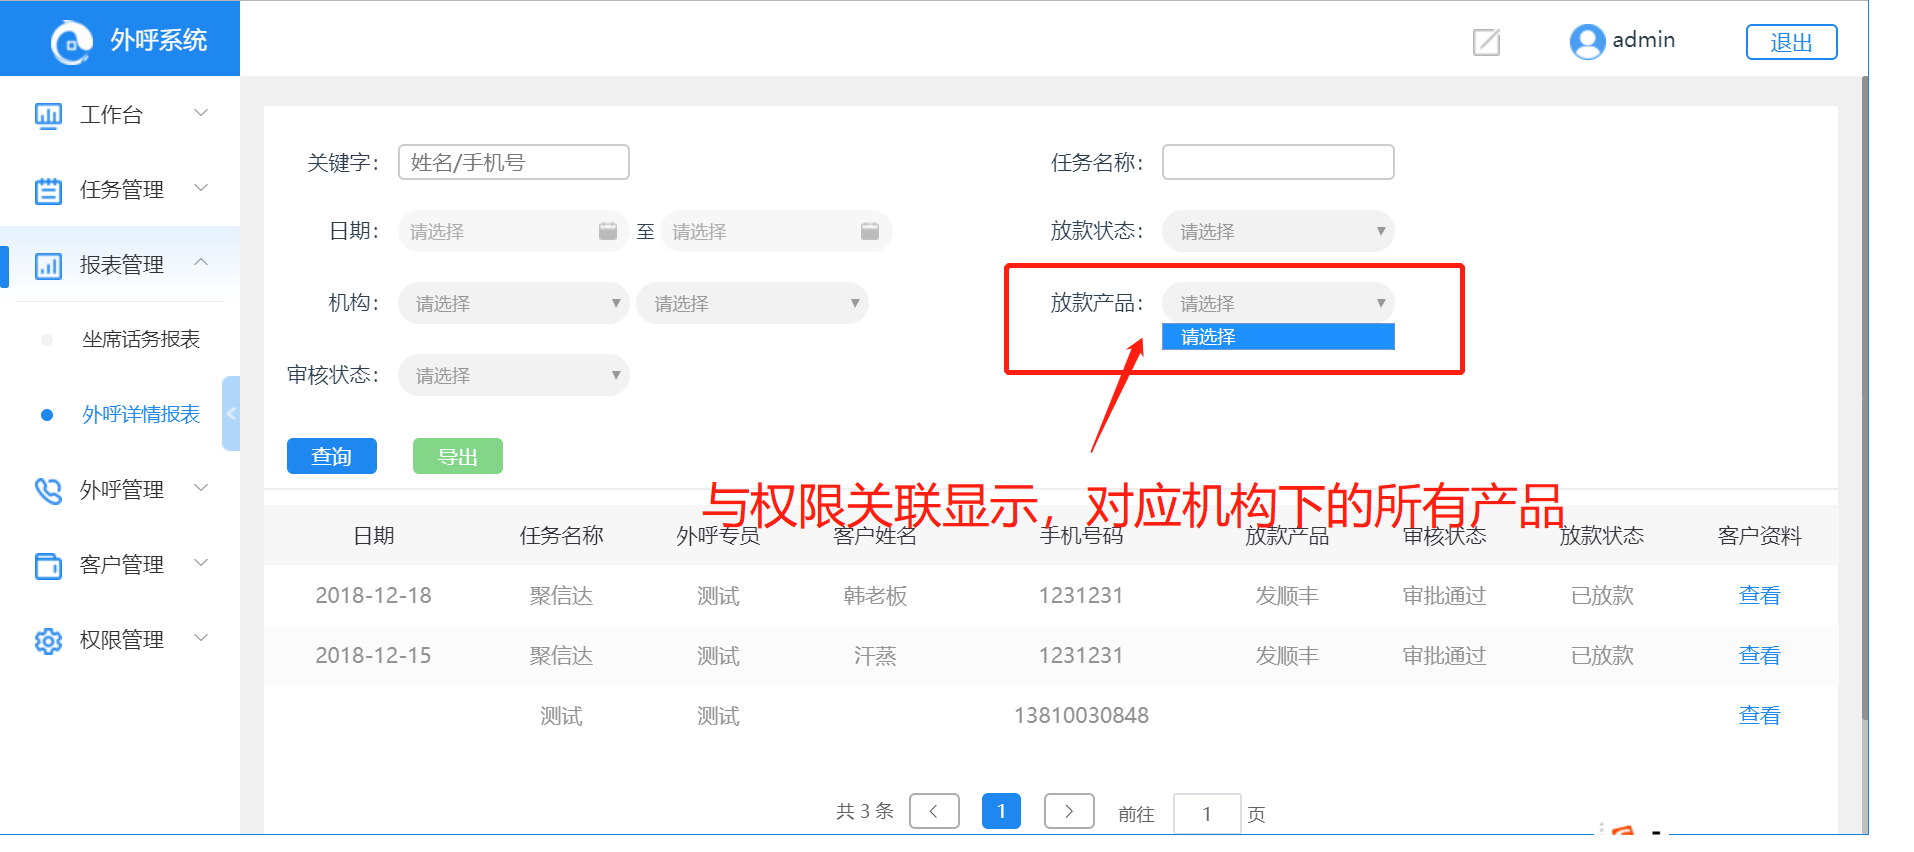 外呼系统
admin
退出
工作台
任务管理
报表管理
坐席话务报表
外呼详情报表
外呼管理
客户管理
权限管理
关键字： 姓名/手机号 任务名称：
日期： 请选择 至 请选择 放款状态： 请选择
机构： 请选择 请选择 放款产品： 请选择
请选择
审核状态： 请选择
查询 导出
与权限关联显示，对应机构下的所有产品
日期 任务名称 外呼专员 客户姓名 手机号码 放款产品 审核状态 放款状态 客户资料
2018-12-18 聚信达 测试 韩老板 1231231 发顺丰 审批通过 已放款 查看
2018-12-15 聚信达 测试 汗蒸 1231231 发顺丰 审批通过 已放款 查看
测试 测试 13810030848 查看
共 3 条 1 前往 1 页